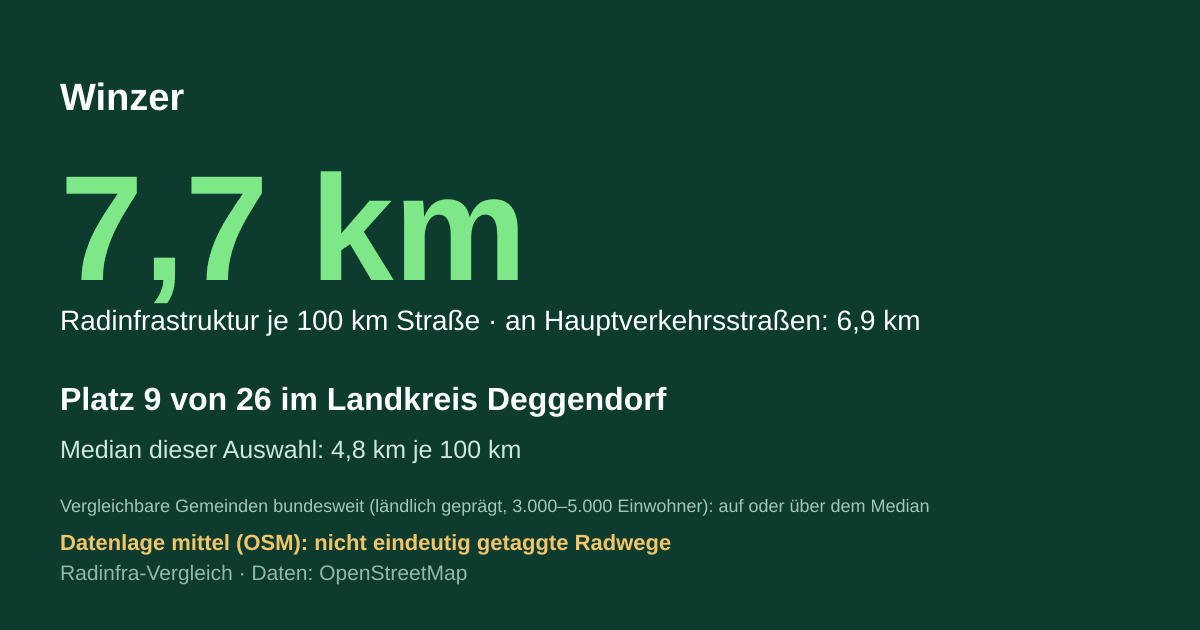 Winzer
7,7 km
Radinfrastruktur je 100 km Straße · an Hauptverkehrsstraßen: 6,9 km
Platz 9 von 26 im Landkreis Deggendorf
Median dieser Auswahl: 4,8 km je 100 km
Vergleichbare Gemeinden bundesweit (ländlich geprägt, 3.000–5.000 Einwohner): auf oder über dem Median
Datenlage mittel (OSM): nicht eindeutig getaggte Radwege
Radinfra-Vergleich · Daten: OpenStreetMap